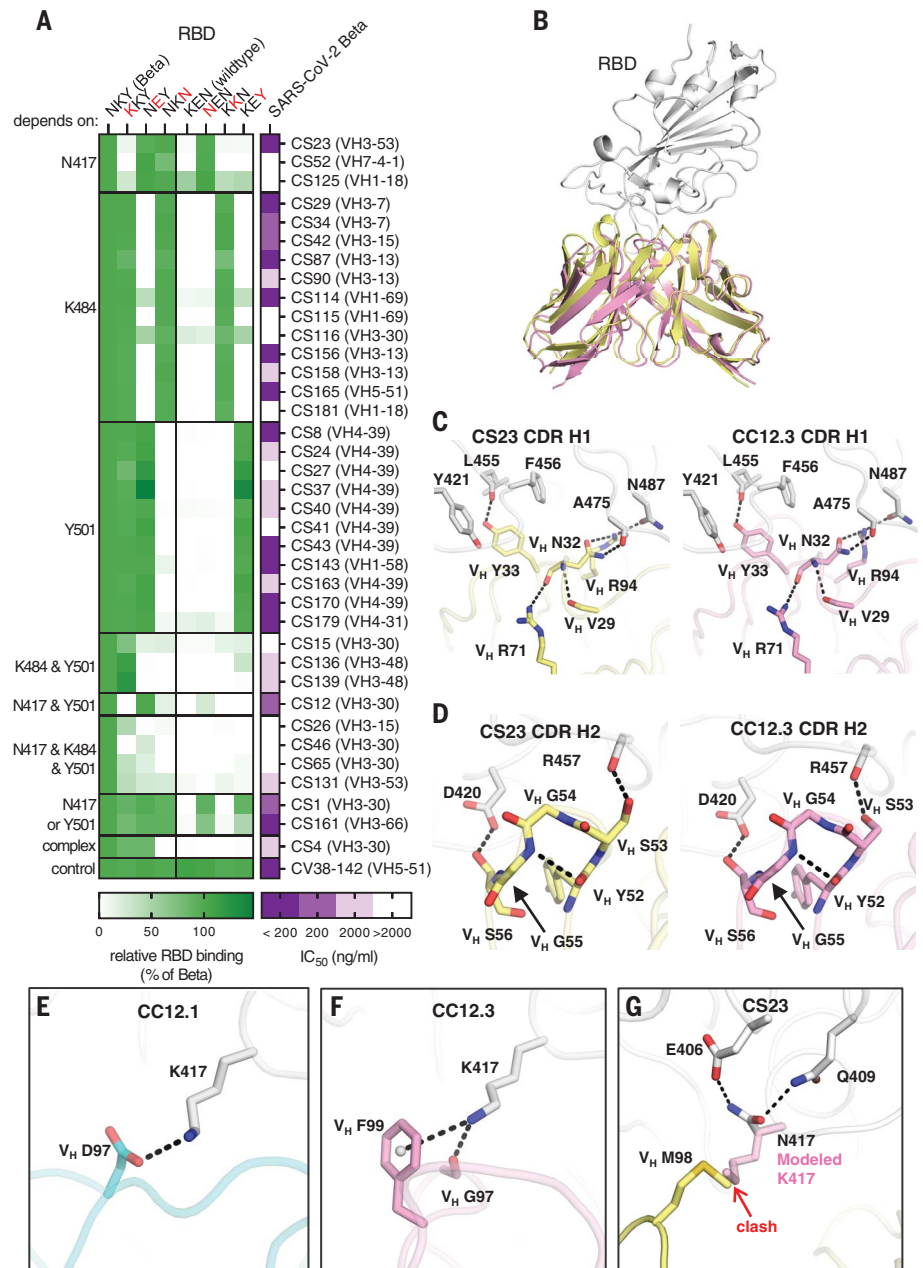 A
RBD
NKY (Beta)
KKY
NEY
NKN
KEN (wildtype)
NEN
KKN
KEY
SARS-CoV-2 Beta
depends on:
N417
CS23 (VH3-53)
CS52 (VH7-4-1)
CS125 (VH1-18)
K484
CS29 (VH3-7)
CS34 (VH3-7)
CS42 (VH3-15)
CS87 (VH3-13)
CS90 (VH3-13)
CS114 (VH1-69)
CS115 (VH1-69)
CS116 (VH3-30)
CS156 (VH3-13)
CS158 (VH3-13)
CS165 (VH5-51)
CS181 (VH1-18)
Y501
CS8 (VH4-39)
CS24 (VH4-39)
CS27 (VH4-39)
CS37 (VH4-39)
CS40 (VH4-39)
CS41 (VH4-39)
CS43 (VH4-39)
CS143 (VH1-58)
CS163 (VH4-39)
CS170 (VH4-39)
CS179 (VH4-31)
K484 & Y501
CS15 (VH3-30)
CS136 (VH3-48)
CS139 (VH3-48)
N417 & Y501
CS12 (VH3-30)
N417 & K484
& Y501
CS26 (VH3-15)
CS46 (VH3-30)
CS65 (VH3-30)
CS131 (VH3-53)
N417
or Y501
CS1 (VH3-30)
CS161 (VH3-66)
complex
CS4 (VH3-30)
control
CV38-142 (VH5-51)
0 50 100
relative RBD binding
(% of Beta)
< 200 200 2000 >2000
IC50 (ng/ml)
B
RBD
C
CS23 CDR H1
L455
F456
Y421
A475
N487
VH N32
VH Y33
VH R94
VH V29
VH R71
CC12.3 CDR H1
L455
F456
Y421
A475
N487
VH N32
VH Y33
VH R94
VH V29
VH R71
D
CS23 CDR H2
R457
D420
VH G54
VH S53
VH Y52
VH S56
VH G55
CC12.3 CDR H2
R457
D420
VH G54
VH S53
VH Y52
VH S56
VH G55
E
CC12.1
K417
VH D97
F
CC12.3
K417
VH F99
VH G97
G
CS23
E406
Q409
N417
VH M98
Modeled
K417
clash